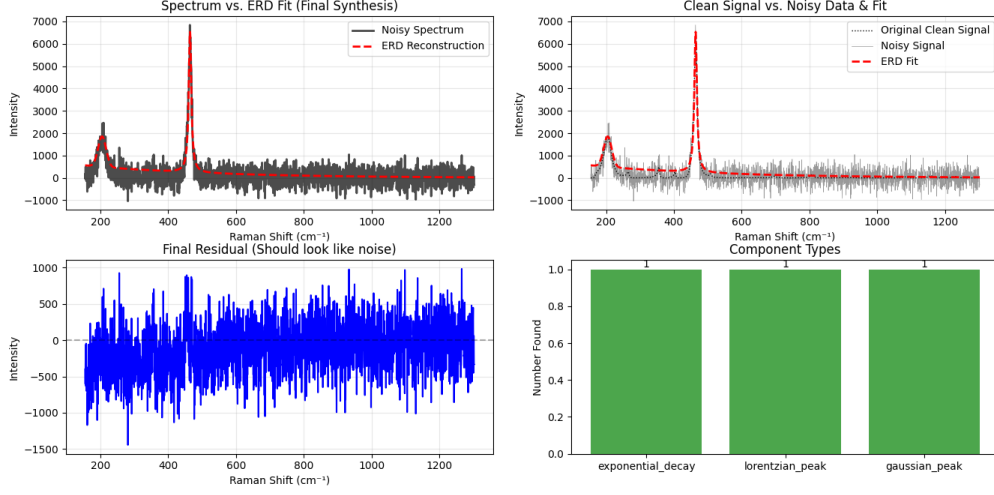 Spectrum vs. ERD Fit (Final Synthesis)
7000
6000
5000
4000
3000
2000
1000
0
−1000
Intensity
Noisy Spectrum
ERD Reconstruction
200
400
600
800
1000
1200
Raman Shift (cm⁻¹)
Clean Signal vs. Noisy Data & Fit
7000
6000
5000
4000
3000
2000
1000
0
−1000
Intensity
Original Clean Signal
Noisy Signal
ERD Fit
200
400
600
800
1000
1200
Raman Shift (cm⁻¹)
Final Residual (Should look like noise)
1000
500
0
−500
−1000
−1500
Intensity
200
400
600
800
1000
1200
Raman Shift (cm⁻¹)
Component Types
1.0
0.8
0.6
0.4
0.2
0.0
Number Found
1
1
1
exponential_decay
lorentzian_peak
gaussian_peak